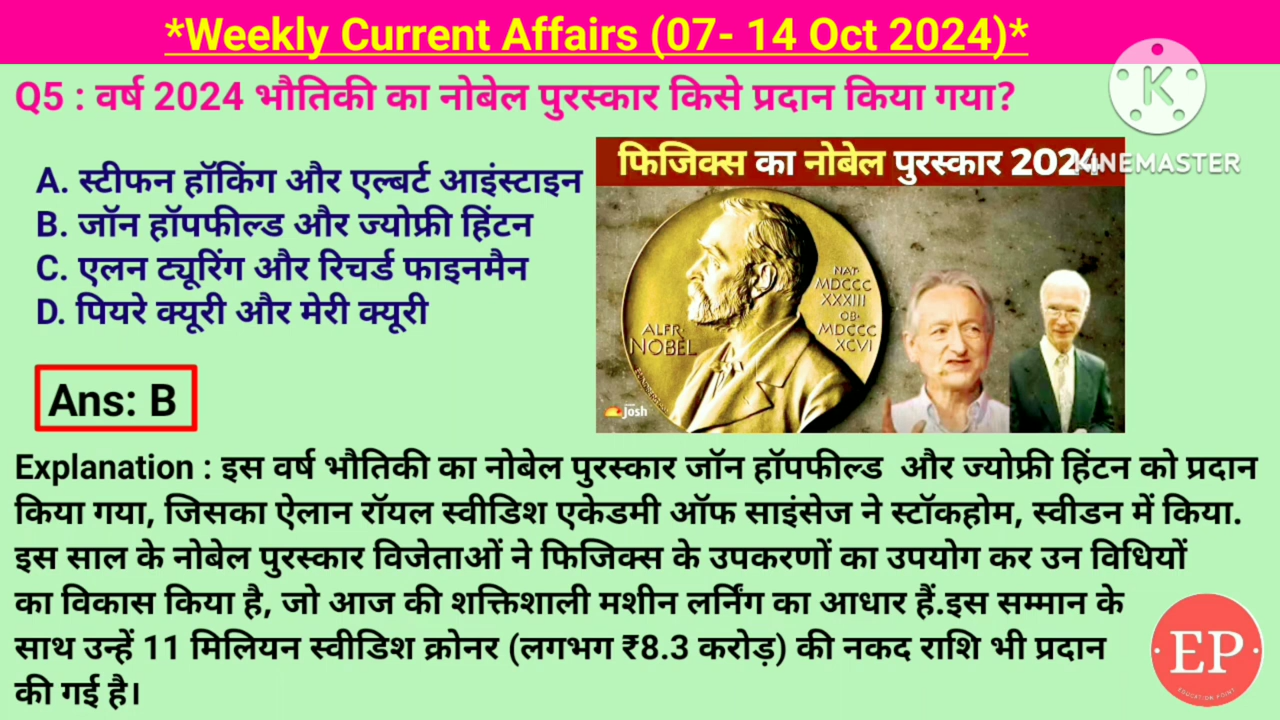 *Weekly Current Affairs (07- 14 Oct 2024)*
Q5 : वर्ष 2024 भौतिकी का नोबेल पुरस्कार किसे प्रदान किया गया?
K
KINEMASTER
A. स्टीफन हॉकिंग और एल्बर्ट आइंस्टाइन
B. जॉन हॉपफील्ड और ज्योफ्री हिंटन
C. एलन ट्यूरिंग और रिचर्ड फाइनमैन
D. पियरे क्यूरी और मेरी क्यूरी
Ans: B
फिजिक्स का नोबेल पुरस्कार 2024
ALFR·
NOBEL
NAT·
MDCCC
XXXIII
OB·
MDCCC
XCVI
josh
Explanation : इस वर्ष भौतिकी का नोबेल पुरस्कार जॉन हॉपफील्ड और ज्योफ्री हिंटन को प्रदान
किया गया, जिसका ऐलान रॉयल स्वीडिश एकेडमी ऑफ साइंसेज ने स्टॉकहोम, स्वीडन में किया.
इस साल के नोबेल पुरस्कार विजेताओं ने फिजिक्स के उपकरणों का उपयोग कर उन विधियों
का विकास किया है, जो आज की शक्तिशाली मशीन लर्निंग का आधार हैं.इस सम्मान के
साथ उन्हें 11 मिलियन स्वीडिश क्रोनर (लगभग ₹8.3 करोड़) की नकद राशि भी प्रदान
की गई है।
EP
EDUCATION POINT